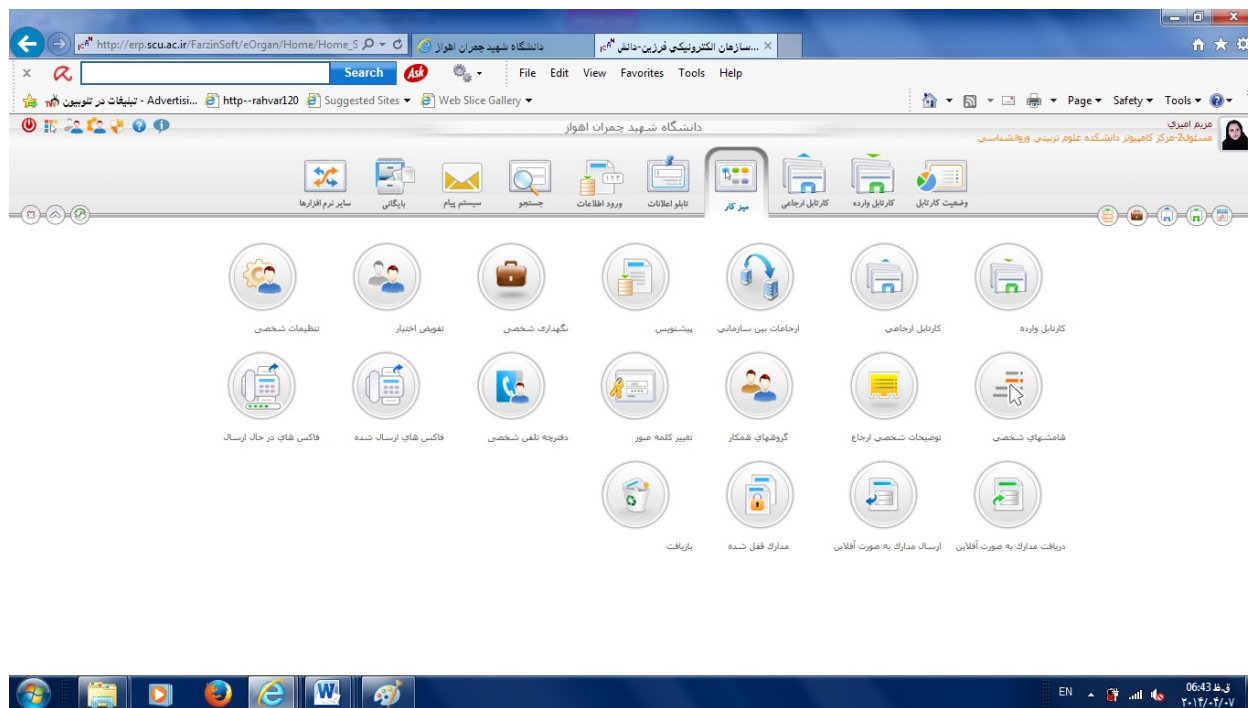 http://erp.scu.ac.ir/FarzinSoft/eOrgan/Home/Home_S
دانشگاه شهید چمران اهواز
سازمان الکترونیکی فرزین-دانش...
Search
Ask
File Edit View Favorites Tools Help
تبلیغات در تلوبیون - Advertisi...
http--rahvar120
Suggested Sites
Web Slice Gallery
Page Safety Tools
دانشگاه شهید چمران اهواز
مریم امیری
مسئول2-مرکز کامپیوتر دانشکده علوم تربیتی وروانشناسی
وضعیت کارتابل
کارتابل وارده
کارتابل ارجاعی
میز کار
تابلو اعلانات
ورود اطلاعات
جستجو
سیستم پیام
بایگانی
سایر نرم افزارها
کارتابل وارده
کارتابل ارجاعی
ارجاعات بین سازمانی
پیشنویس
نگهداری شخصی
تفویض اختیار
تنظیمات شخصی
هامشهای شخصی
توضیحات شخصی ارجاع
گروههای همکار
تغییر کلمه عبور
دفترچه تلفن شخصی
فاکس های ارسال شده
فاکس های در حال ارسال
دریافت مدارک به صورت آفلاین
ارسال مدارک به صورت آفلاین
مدارک قفل شده
بازیافت
EN
06:43 ق.ظ
۲۰۱۴/۰۴/۰۷